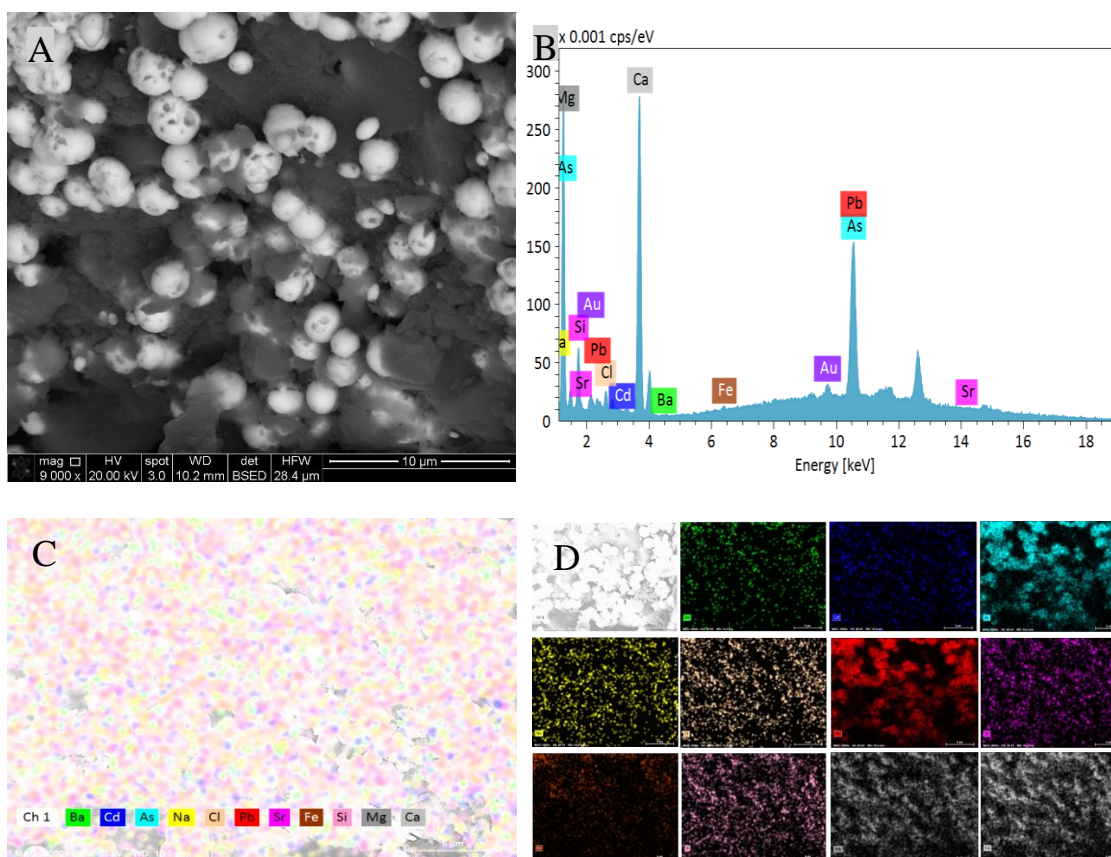 A
mag HV spot WD det HFW 10 µm
9 000 x 20.00 kV 3.0 10.2 mm BSED 28.4 µm
B
x 0.001 cps/eV
300
250
200
150
100
50
0
Mg
As
Ca
Pb
As
Au
Si
a
Pb
Cl
Sr
Cd
Ba
Fe
Au
Sr
2 4 6 8 10 12 14 16 18
Energy [keV]
C
Ch 1 Ba Cd As Na Cl Pb Sr Fe Si Mg Ca
D